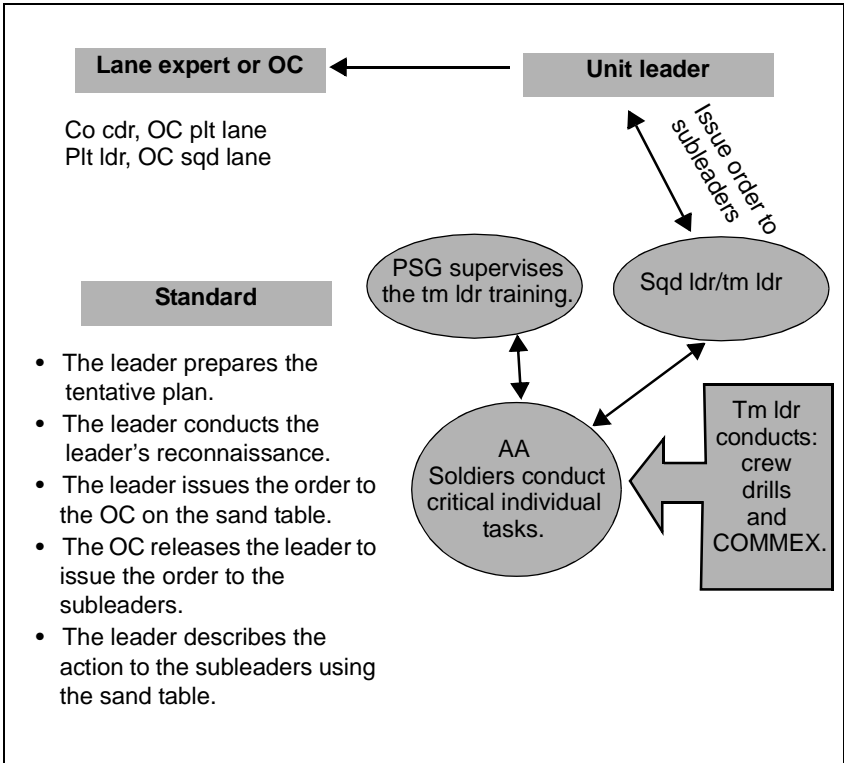 Lane expert or OC
Unit leader
Co cdr, OC plt lane
Plt ldr, OC sqd lane
Issue order to
subleaders
PSG supervises
the tm ldr training.
Sqd ldr/tm ldr
Standard
• The leader prepares the
tentative plan.
• The leader conducts the
leader’s reconnaissance.
• The leader issues the order to
the OC on the sand table.
• The OC releases the leader to
issue the order to the
subleaders.
• The leader describes the
action to the subleaders using
the sand table.
AA
Soldiers conduct
critical individual
tasks.
Tm ldr
conducts:
crew
drills
and
COMMEX.